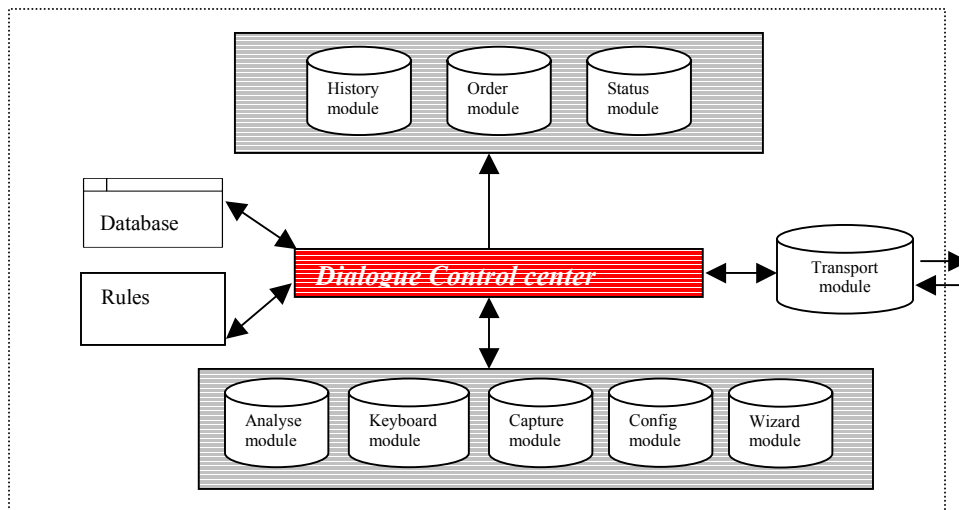 History
module
Order
module
Status
module
Database
Dialogue Control center
Rules
Transport
module
Analyse
module
Keyboard
module
Capture
module
Config
module
Wizard
module